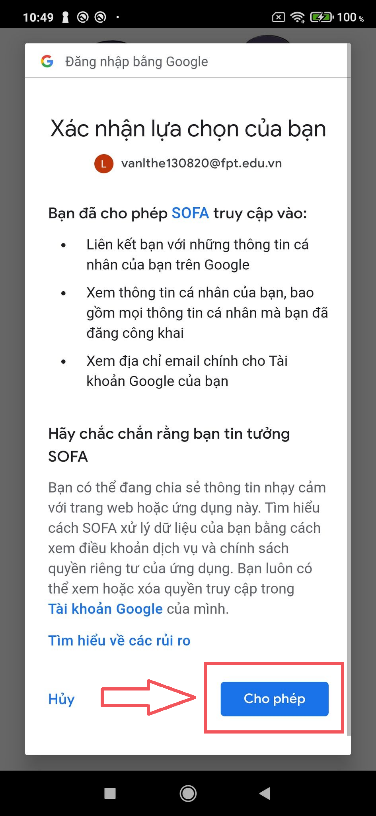 10:49 100%
Đăng nhập bằng Google
Xác nhận lựa chọn của bạn
L vanlthe130820@fpt.edu.vn
Bạn đã cho phép SOFA truy cập vào:
• Liên kết bạn với những thông tin cá
nhân của bạn trên Google
• Xem thông tin cá nhân của bạn, bao
gồm mọi thông tin cá nhân mà bạn đã
đăng công khai
• Xem địa chỉ email chính cho Tài
khoản Google của bạn
Hãy chắc chắn rằng bạn tin tưởng
SOFA
Bạn có thể đang chia sẻ thông tin nhạy cảm
với trang web hoặc ứng dụng này. Tìm hiểu
cách SOFA xử lý dữ liệu của bạn bằng cách
xem điều khoản dịch vụ và chính sách
quyền riêng tư của ứng dụng. Bạn luôn có
thể xem hoặc xóa quyền truy cập trong
Tài khoản Google của mình.
Tìm hiểu về các rủi ro
Hủy Cho phép